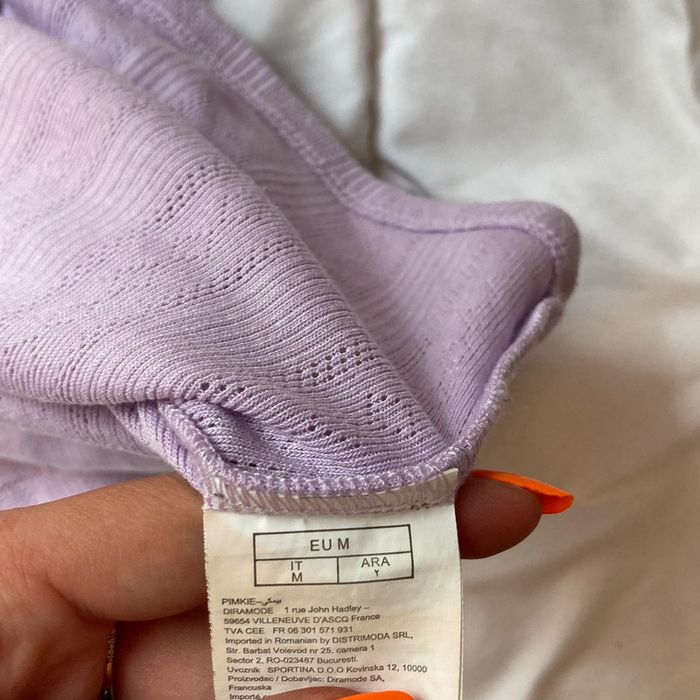 EU M
IT ARA
M ٢
PIMKIE–بيمكي
DIRAMODE 1 rue John Hadley –
59654 VILLENEUVE D'ASCQ France
TVA CEE FR 06 301 571 931
Imported in Romanian by DISTRIMODA SRL,
Str. Barbat Voievod nr 25, camera 1
Sector 2, RO-023487 Bucuresti.
Uvoznik SPORTINA D.O.O Kovinska 12, 10000
Proizvodac / Dobavljac: Diramode SA,
Francuska
Importé